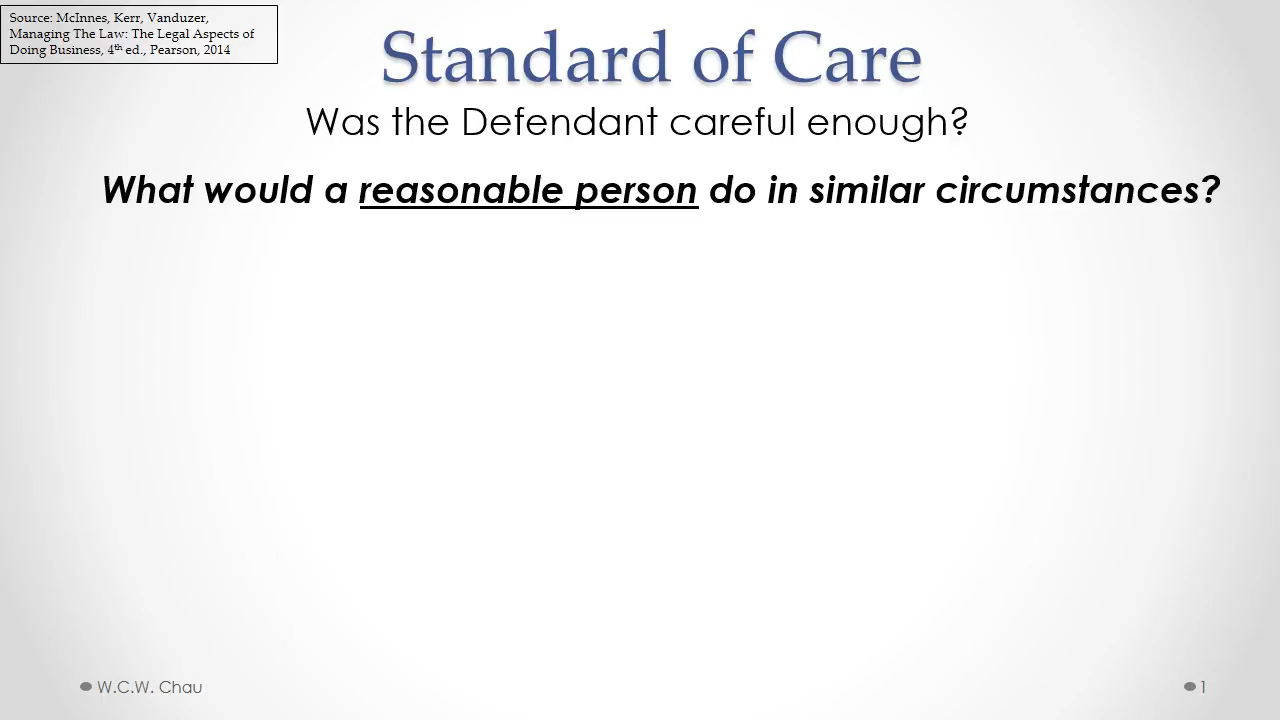 Source: McInnes, Kerr, Vanduzer,
Managing The Law: The Legal Aspects of
Doing Business, 4th ed., Pearson, 2014
Standard of Care
Was the Defendant careful enough?
What would a reasonable person do in similar circumstances?
W.C.W. Chau
1